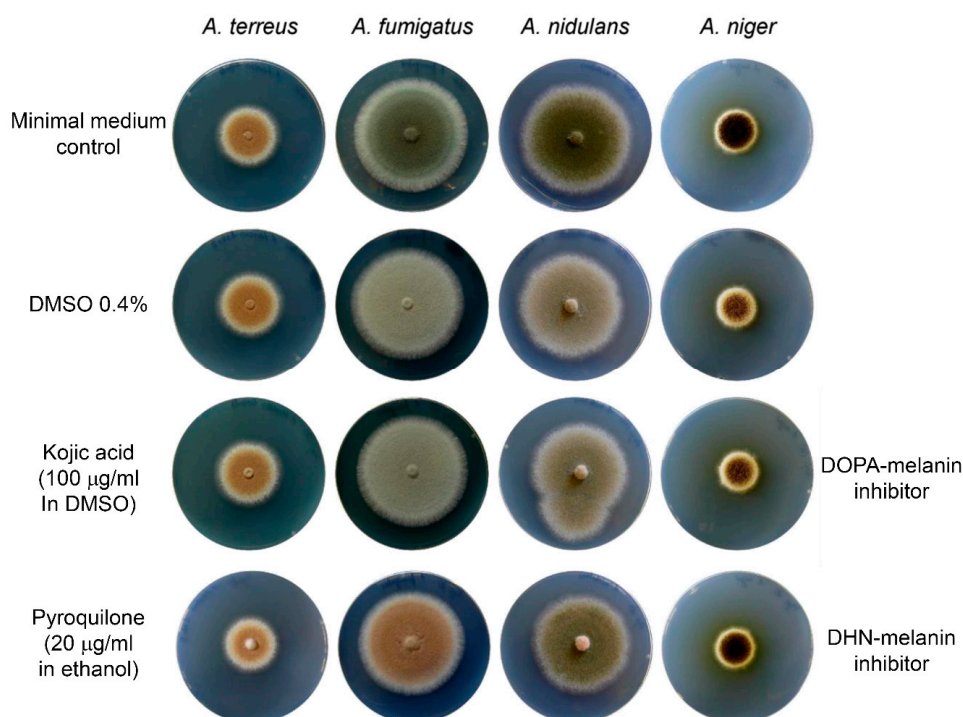 A. terreus A. fumigatus A. nidulans A. niger
Minimal medium
control
DMSO 0.4%
Kojic acid
(100 μg/ml
In DMSO)
DOPA-melanin
inhibitor
Pyroquilone
(20 μg/ml
in ethanol)
DHN-melanin
inhibitor